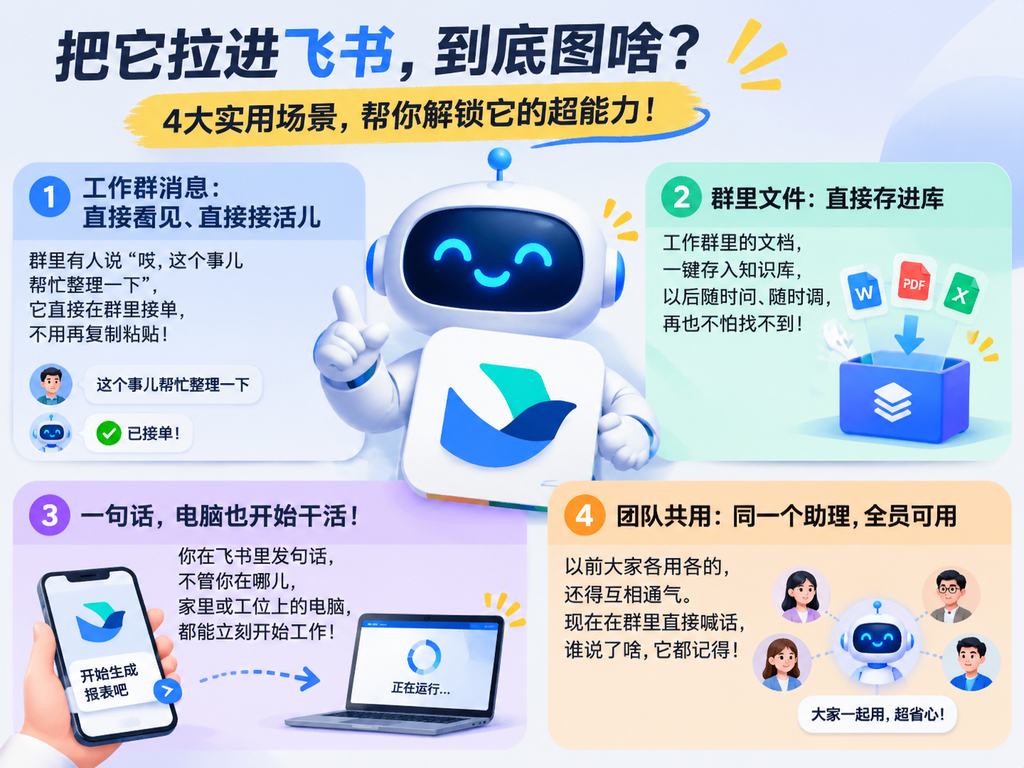 把它拉进飞书，到底图啥？
4大实用场景，帮你解锁它的超能力！
1
工作群消息：
直接看见、直接接活儿
群里有人说“哎，这个事儿
帮忙整理一下”，
它直接在群里接单，
不用再复制粘贴！
这个事儿帮忙整理一下
已接单！
2
群里文件：直接存进库
工作群里的文档，
一键存入知识库，
以后随时问、随时调，
再也不怕找不到！
W
PDF
X
3
一句话，电脑也开始干活！
你在飞书里发句话，
不管你在哪儿，
家里或工位上的电脑，
都能立刻开始工作！
开始生成
报表吧
正在运行...
4
团队共用：同一个助理，全员可用
以前大家各用各的，
还得互相通气。
现在在群里直接喊话，
谁说了啥，它都记得！
大家一起用，超省心！